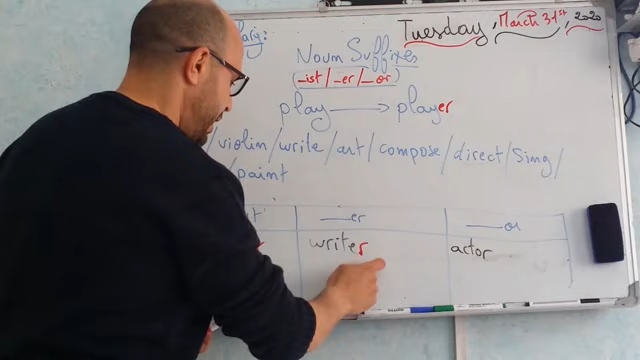 Tuesday, March 31st, 2020
Noun Suffixes
(-ist/-er/-or)
play → player
/violin/write/art/compose/direct/Sing/
/paint
—er —or
writer actor